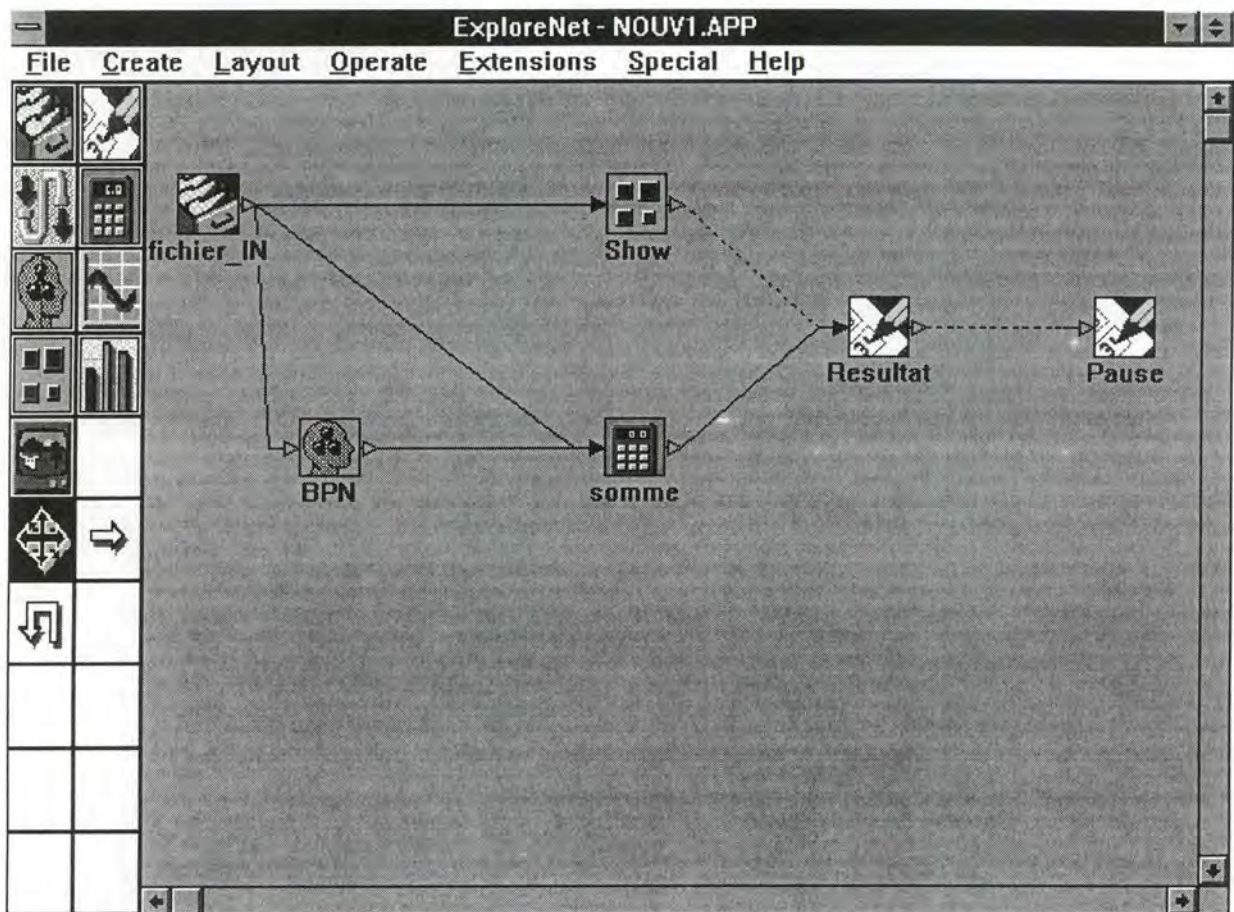 ExploreNet - NOUV1.APP
File Create Layout Operate Extensions Special Help
fichier_IN
Show
Resultat
Pause
BPN
somme